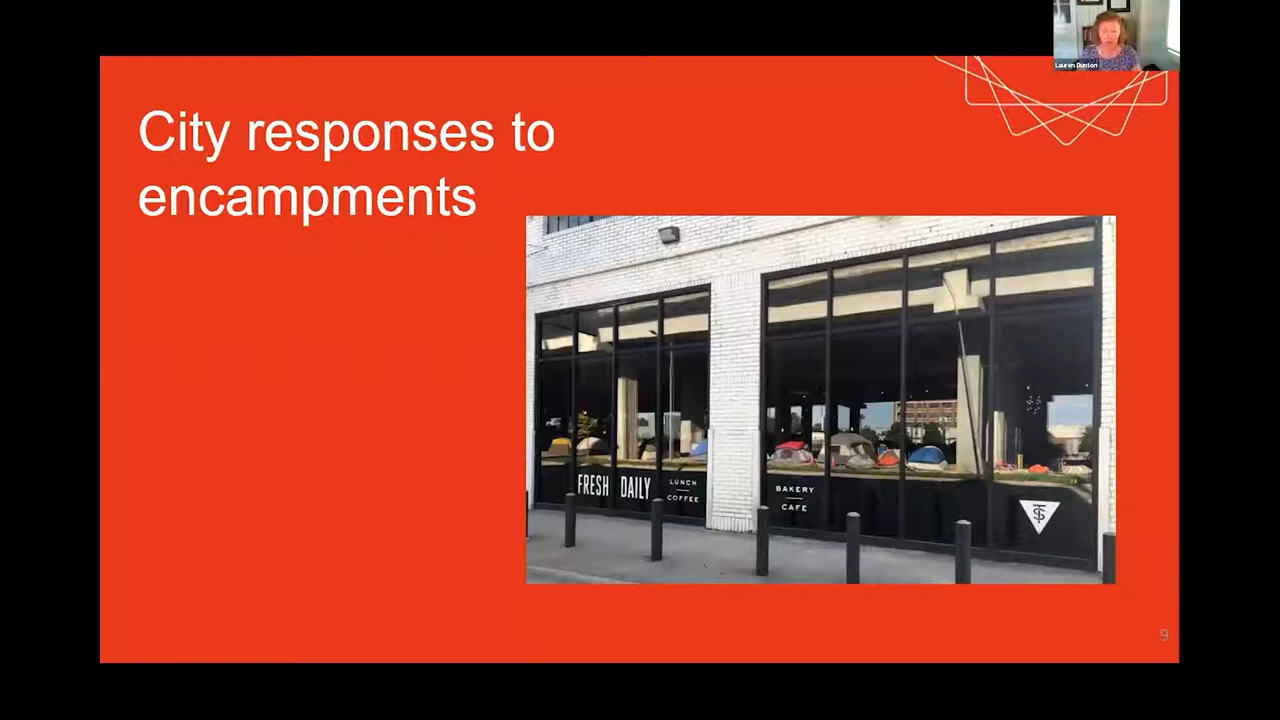 Lauren Dunton
City responses to
encampments
FRESH DAILY
LUNCH
COFFEE
BAKERY
CAFE
9